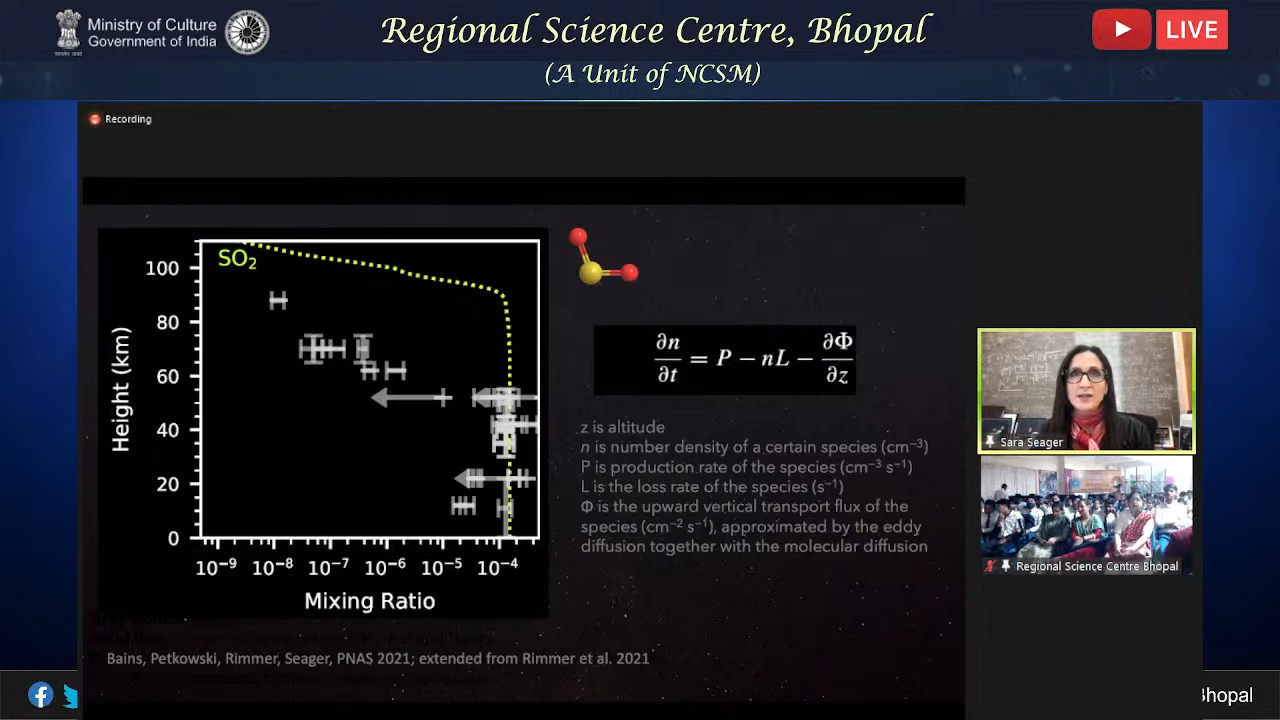 Ministry of Culture
Government of India
Regional Science Centre, Bhopal
(A Unit of NCSM)
LIVE
Recording
SO₂
100
80
60
40
20
0
Height (km)
10⁻⁹ 10⁻⁸ 10⁻⁷ 10⁻⁶ 10⁻⁵ 10⁻⁴
Mixing Ratio
∂n/∂t = P − nL − ∂Φ/∂z
z is altitude
n is number density of a certain species (cm⁻³)
P is production rate of the species (cm⁻³ s⁻¹)
L is the loss rate of the species (s⁻¹)
Φ is the upward vertical transport flux of the
species (cm⁻² s⁻¹), approximated by the eddy
diffusion together with the molecular diffusion
Bains, Petkowski, Rimmer, Seager, PNAS 2021; extended from Rimmer et al. 2021
Sara Seager
Regional Science Centre Bhopal
Bhopal